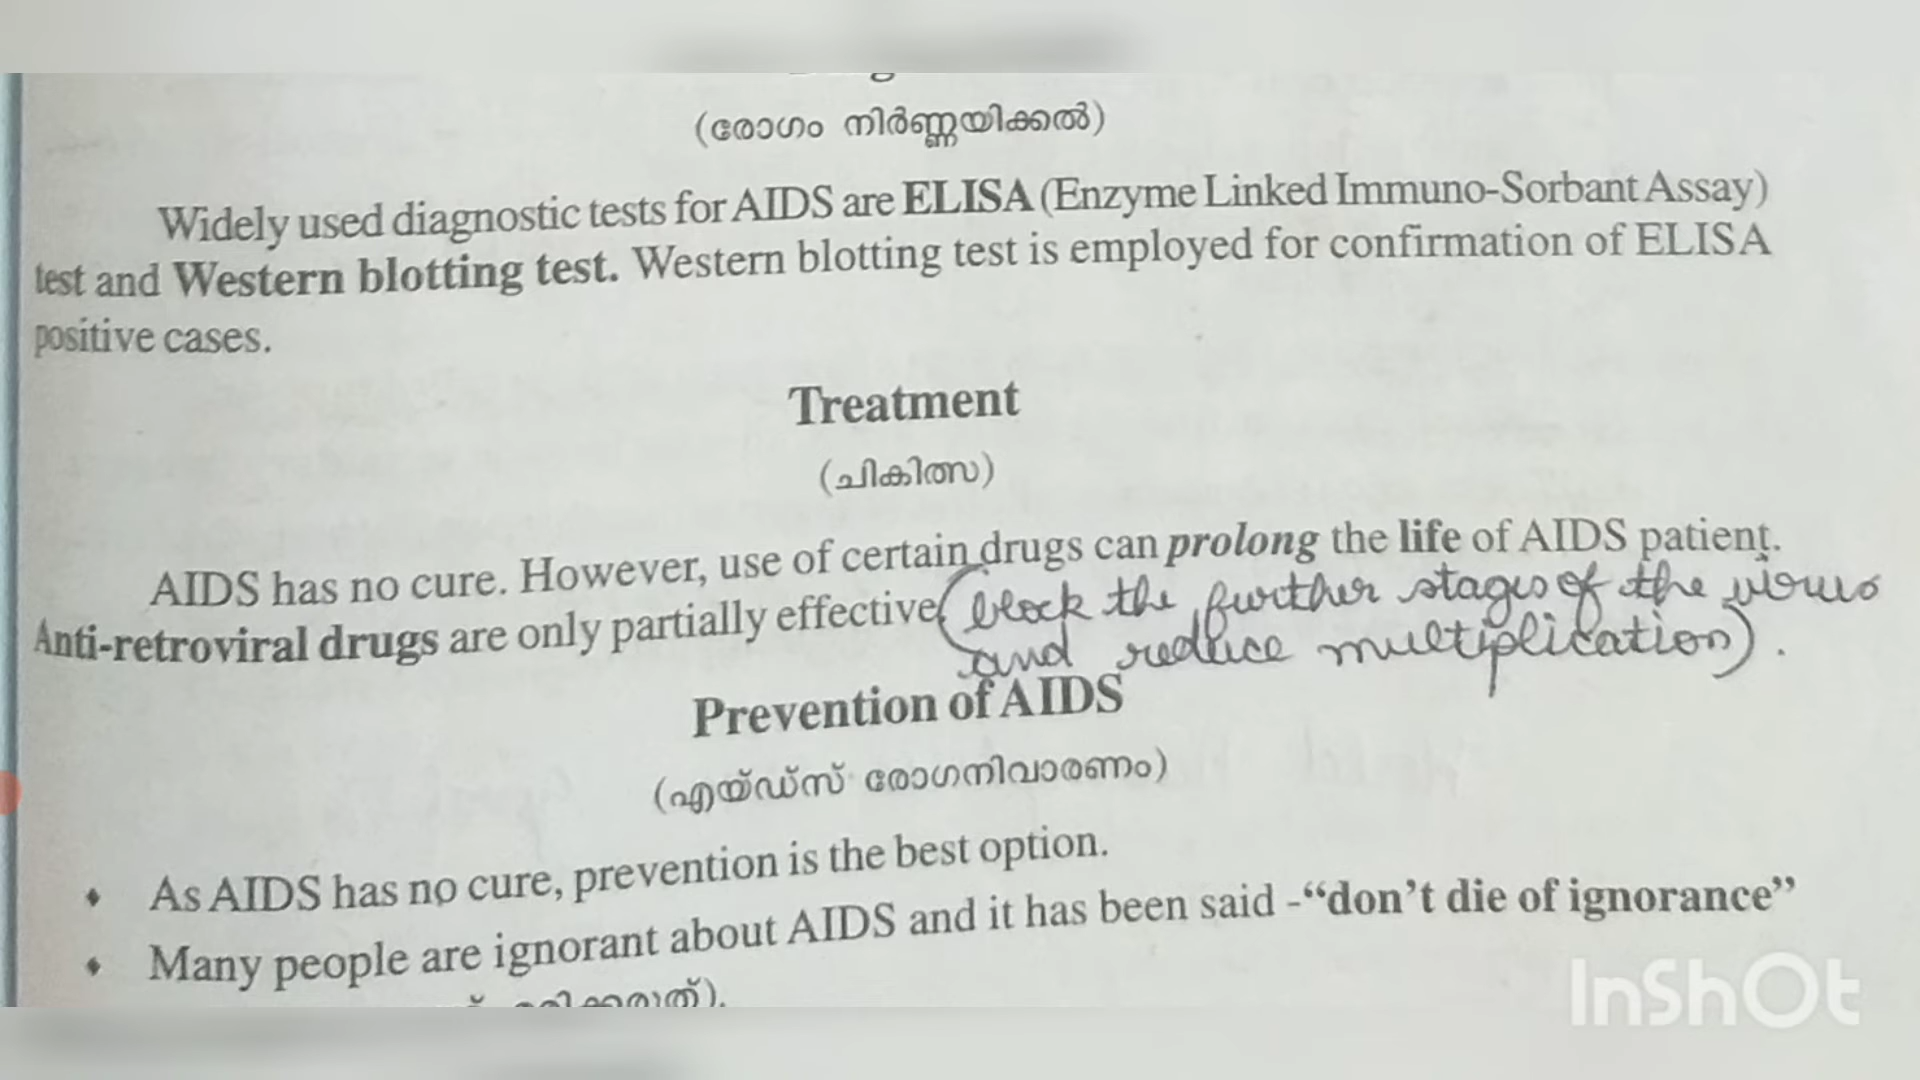 (രോഗം നിർണ്ണയിക്കൽ)
Widely used diagnostic tests for AIDS are ELISA (Enzyme Linked Immuno-Sorbant Assay)
test and Western blotting test. Western blotting test is employed for confirmation of ELISA
positive cases.
Treatment
(ചികിത്സ)
AIDS has no cure. However, use of certain drugs can prolong the life of AIDS patient.
Anti-retroviral drugs are only partially effective (block the further stages of the virus
and reduce multiplication).
Prevention of AIDS
(എയ്ഡ്സ് രോഗനിവാരണം)
♦ As AIDS has no cure, prevention is the best option.
♦ Many people are ignorant about AIDS and it has been said -“don’t die of ignorance”
InShOt